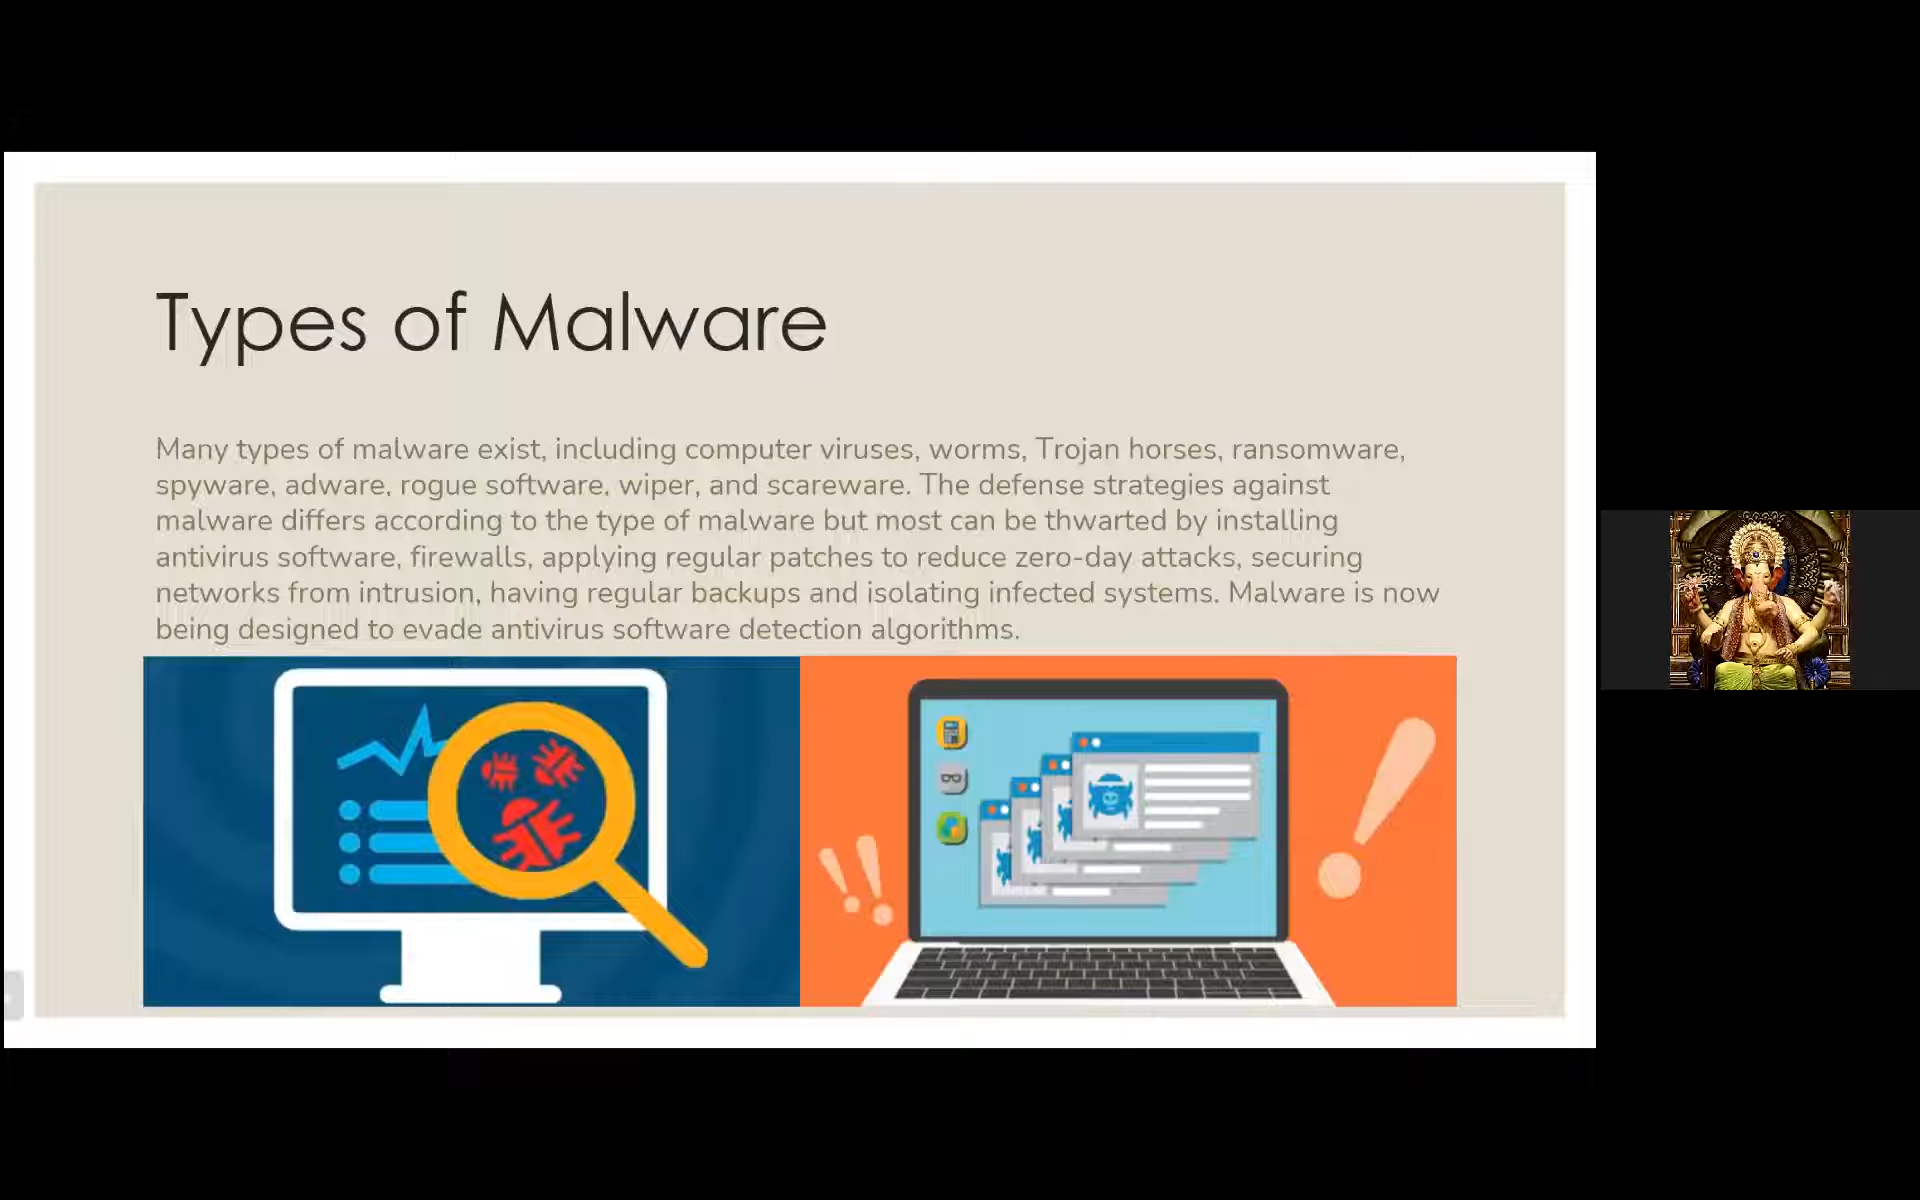 Types of Malware
Many types of malware exist, including computer viruses, worms, Trojan horses, ransomware,
spyware, adware, rogue software, wiper, and scareware. The defense strategies against
malware differs according to the type of malware but most can be thwarted by installing
antivirus software, firewalls, applying regular patches to reduce zero-day attacks, securing
networks from intrusion, having regular backups and isolating infected systems. Malware is now
being designed to evade antivirus software detection algorithms.